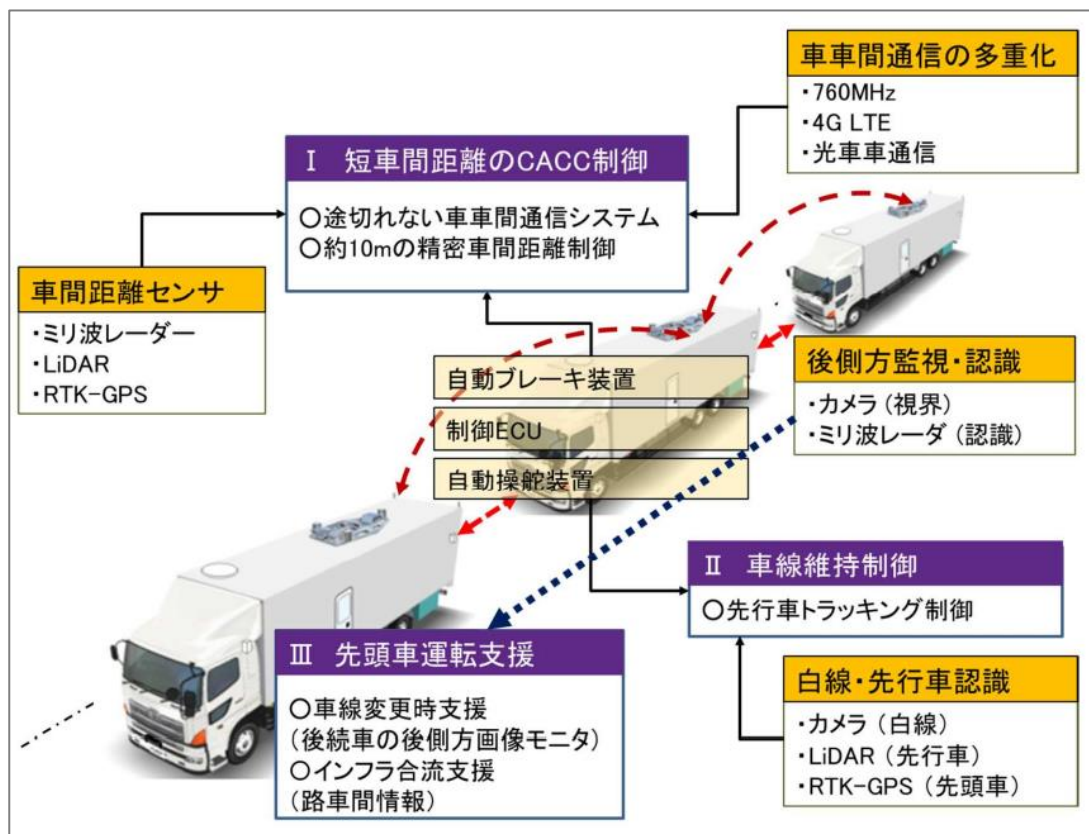 車車間通信の多重化
・760MHz
・4G LTE
・光車車通信
Ⅰ 短車間距離のCACC制御
○途切れない車車間通信システム
○約10mの精密車間距離制御
車間距離センサ
・ミリ波レーダー
・LiDAR
・RTK-GPS
自動ブレーキ装置
制御ECU
自動操舵装置
後側方監視・認識
・カメラ (視界)
・ミリ波レーダ (認識)
Ⅱ 車線維持制御
○先行車トラッキング制御
Ⅲ 先頭車運転支援
○車線変更時支援
(後続車の後側方画像モニタ)
○インフラ合流支援
(路車間情報)
白線・先行車認識
・カメラ (白線)
・LiDAR (先行車)
・RTK-GPS (先頭車)